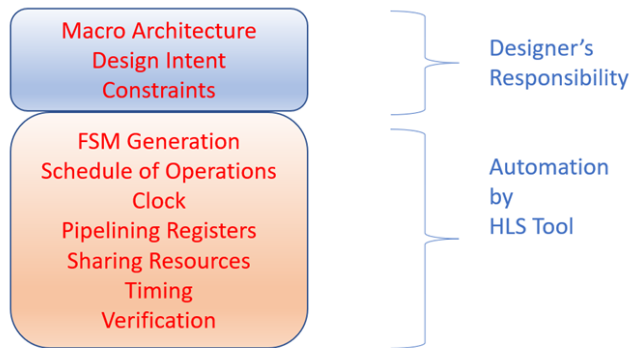 Macro Architecture
Design Intent
Constraints
Designer's
Responsibility
FSM Generation
Schedule of Operations
Clock
Pipelining Registers
Sharing Resources
Timing
Verification
Automation
by
HLS Tool